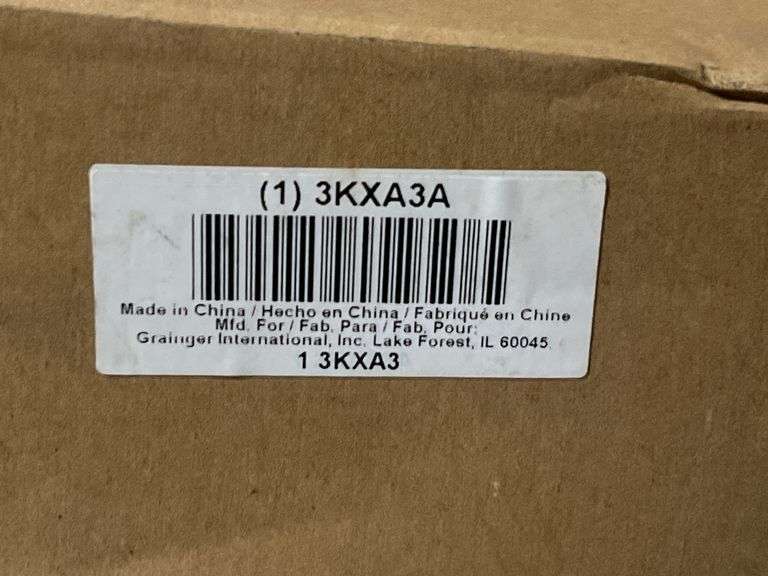 (1) 3KXA3A
Made in China / Hecho en China / Fabriqué en Chine
Mfd. For / Fab. Para / Fab. Pour:
Grainger International, Inc. Lake Forest, IL 60045
1 3KXA3